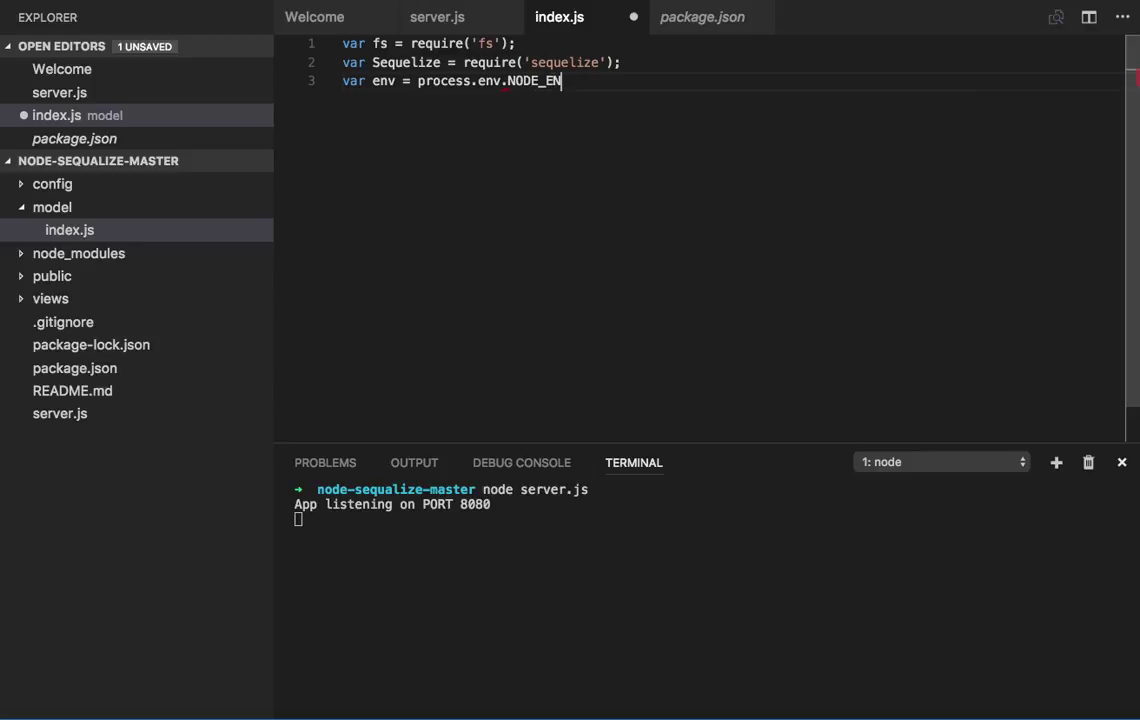 EXPLORER
Welcome
server.js
index.js
package.json
OPEN EDITORS 1 UNSAVED
Welcome
server.js
index.js model
package.json
NODE-SEQUALIZE-MASTER
config
model
index.js
node_modules
public
views
.gitignore
package-lock.json
package.json
README.md
server.js
1 var fs = require('fs');
2 var Sequelize = require('sequelize');
3 var env = process.env.NODE_EN
PROBLEMS OUTPUT DEBUG CONSOLE TERMINAL 1: node
➜ node-sequalize-master node server.js
App listening on PORT 8080